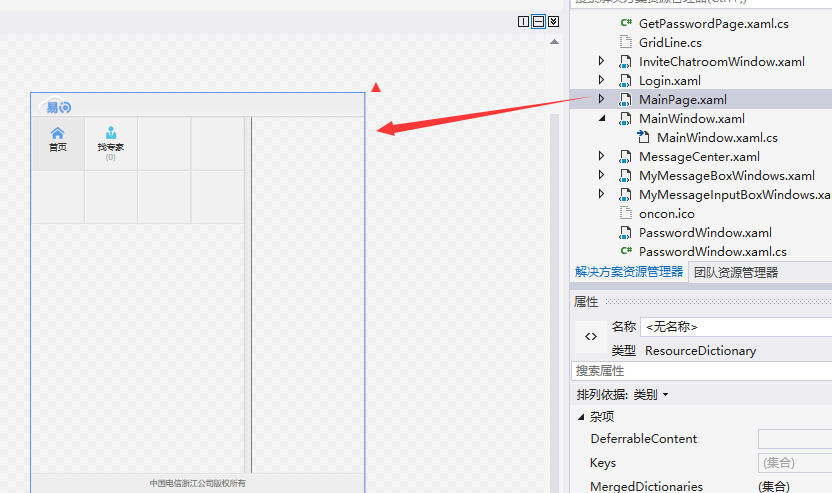 GetPasswordPage.xaml.cs
GridLine.cs
InviteChatroomWindow.xaml
Login.xaml
MainPage.xaml
MainWindow.xaml
MainWindow.xaml.cs
MessageCenter.xaml
MyMessageBoxWindows.xaml
MyMessageInputBoxWindows.xa
oncon.ico
PasswordWindow.xaml
PasswordWindow.xaml.cs
解决方案资源管理器 团队资源管理器
属性
名称 <无名称>
类型 ResourceDictionary
搜索属性
排列依据: 类别
杂项
DeferrableContent
Keys (集合)
MergedDictionaries (集合)
易
首页 找专家
(0)
中国电信浙江公司版权所有